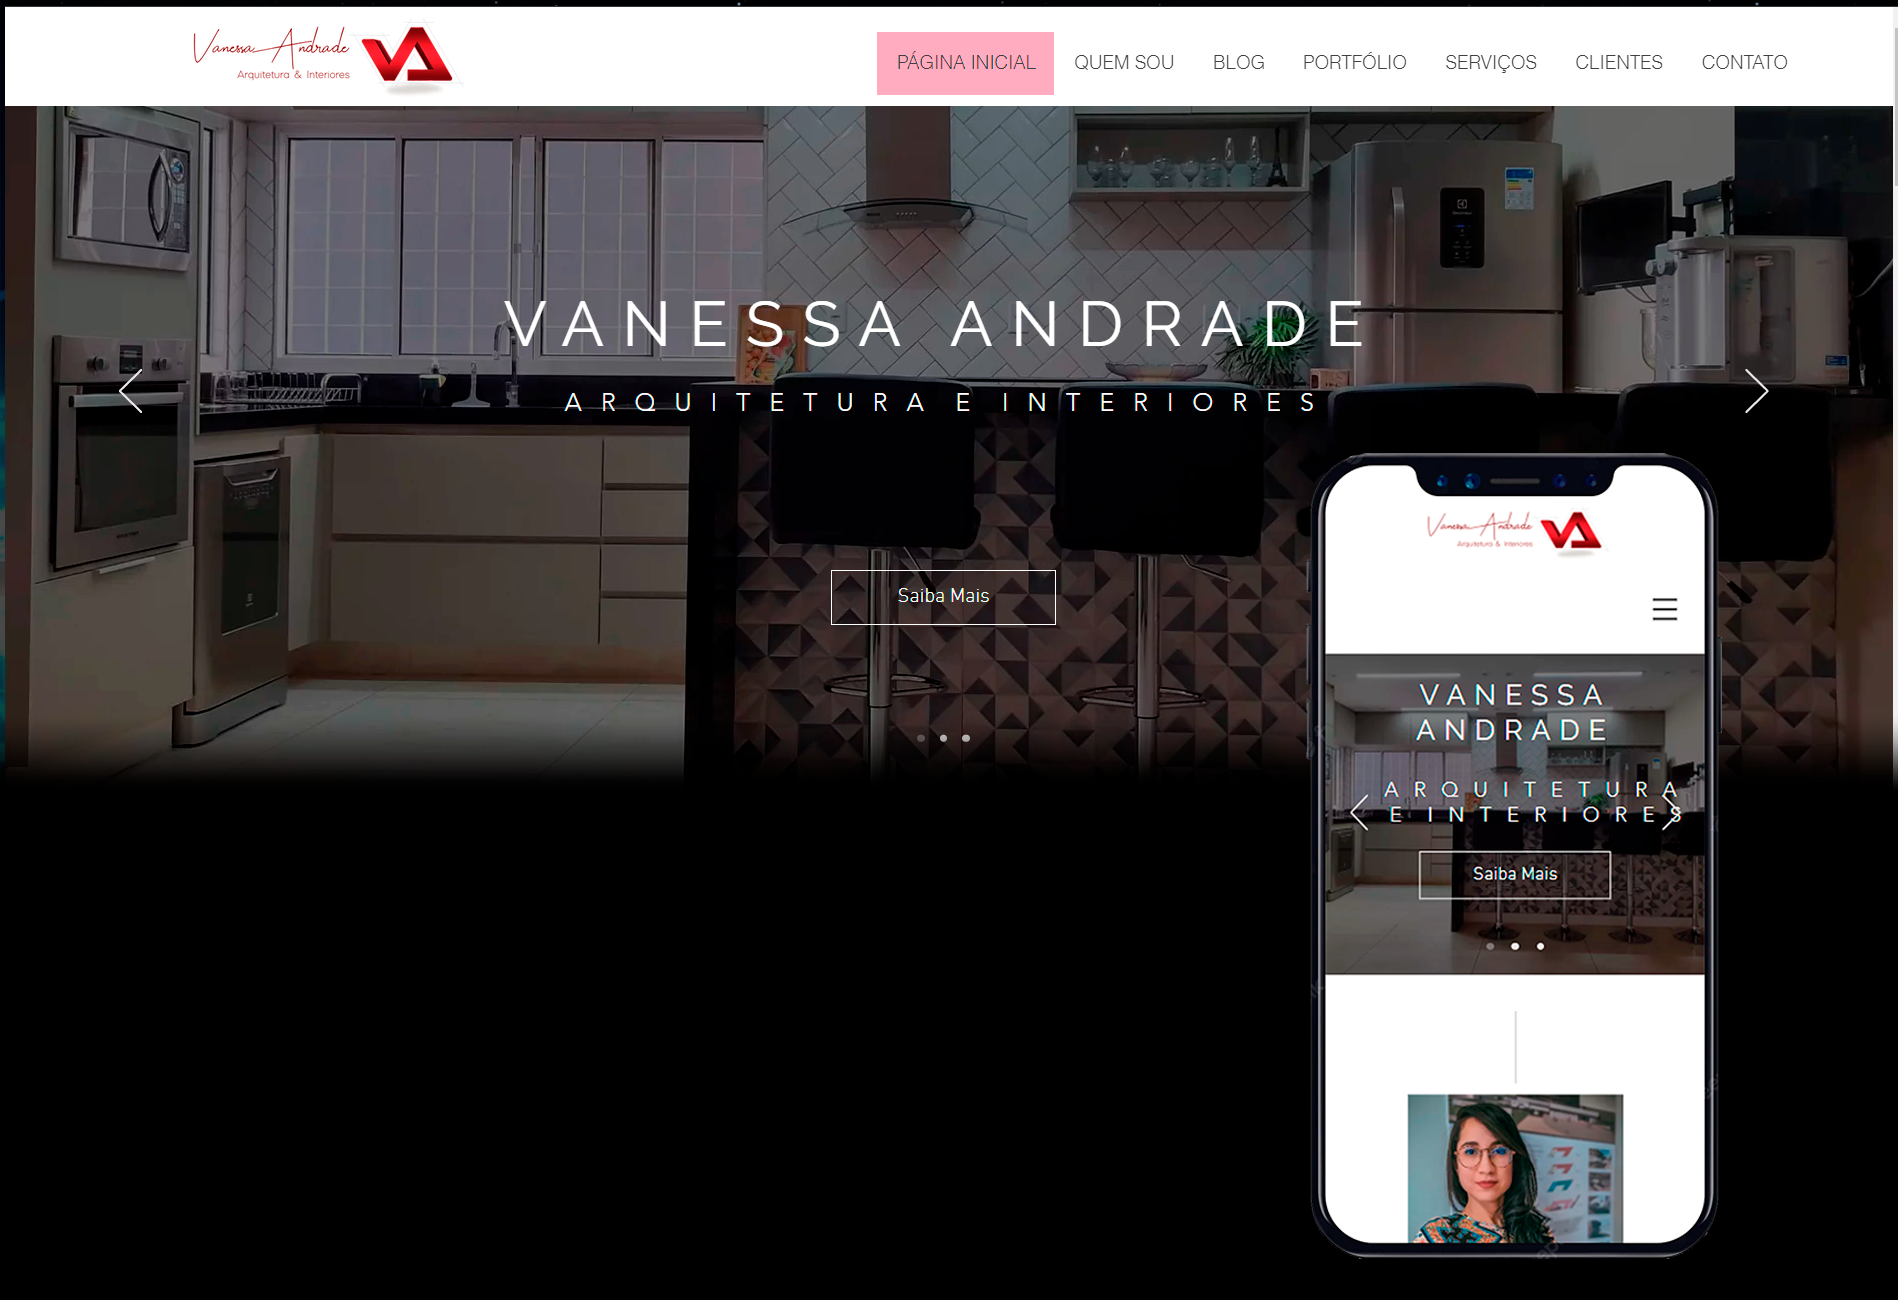 Vanessa Andrade
Arquitetura & Interiores
PÁGINA INICIAL
QUEM SOU
BLOG
PORTFÓLIO
SERVIÇOS
CLIENTES
CONTATO
VANESSA ANDRADE
ARQUITETURA E INTERIORES
Saiba Mais
Vanessa Andrade
Arquitetura & Interiores
VANESSA
ANDRADE
ARQUITETURA
E INTERIORES
Saiba Mais